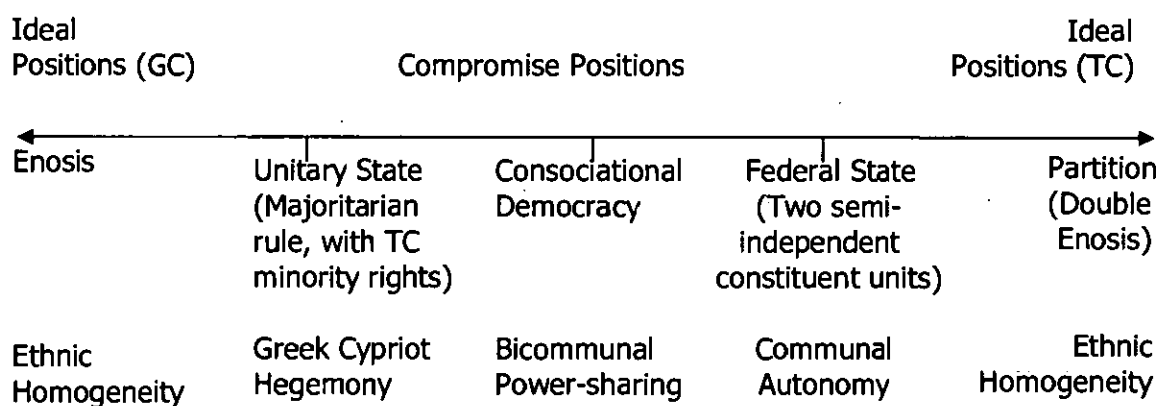 Ideal
Positions (GC)
Compromise Positions
Ideal
Positions (TC)
Enosis
Unitary State
(Majoritarian
rule, with TC
minority rights)
Consociational
Democracy
Federal State
(Two semi-
independent
constituent units)
Partition
(Double
Enosis)
Ethnic
Homogeneity
Greek Cypriot
Hegemony
Bicommunal
Power-sharing
Communal
Autonomy
Ethnic
Homogeneity